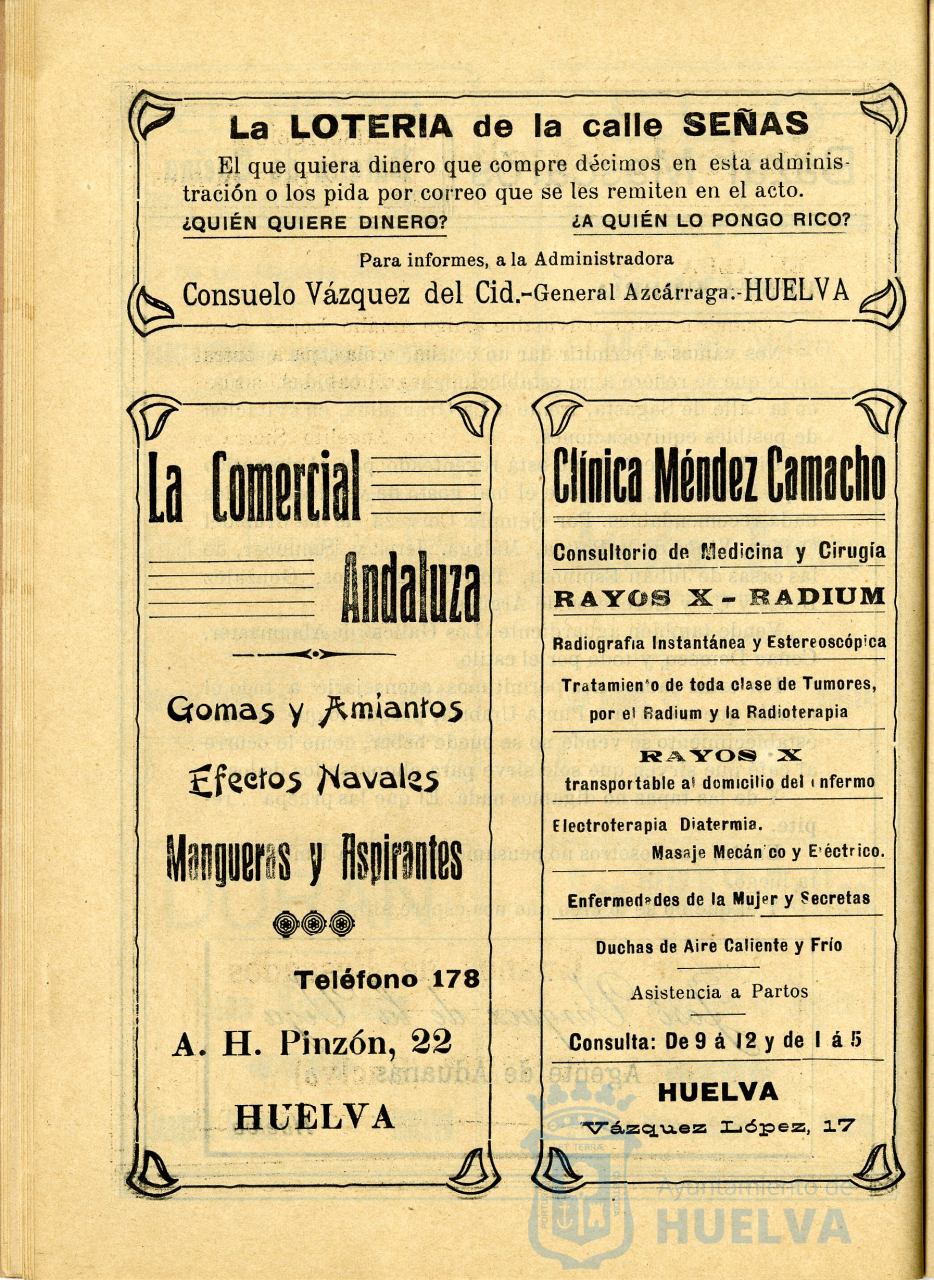 La LOTERIA de la calle SEÑAS
El que quiera dinero que compre décimos en esta adminis-
tración o los pida por correo que se les remiten en el acto.
¿QUIÉN QUIERE DINERO? ¿A QUIÉN LO PONGO RICO?
Para informes, a la Administradora
Consuelo Vázquez del Cid.-General Azcárraga.-HUELVA
La Comercial
Andaluza
Gomas y Amiantos
Efectos Navales
Mangueras y Aspirantes
Teléfono 178
A. H. Pinzón, 22
HUELVA
Clínica Méndez Camacho
Consultorio de Medicina y Cirugía
RAYOS X - RADIUM
Radiografia Instantánea y Estereoscópica
Tratamiento de toda clase de Tumores,
por el Radium y la Radioterapia
RAYOS X
transportable al domicilio del enfermo
Electroterapia Diatermia.
Masaje Mecánico y Eléctrico.
Enfermedades de la Mujer y Secretas
Duchas de Aire Caliente y Frío
Asistencia a Partos
Consulta: De 9 á 12 y de 1 á 5
HUELVA
Vázquez López, 17
Ayuntamiento de
HUELVA